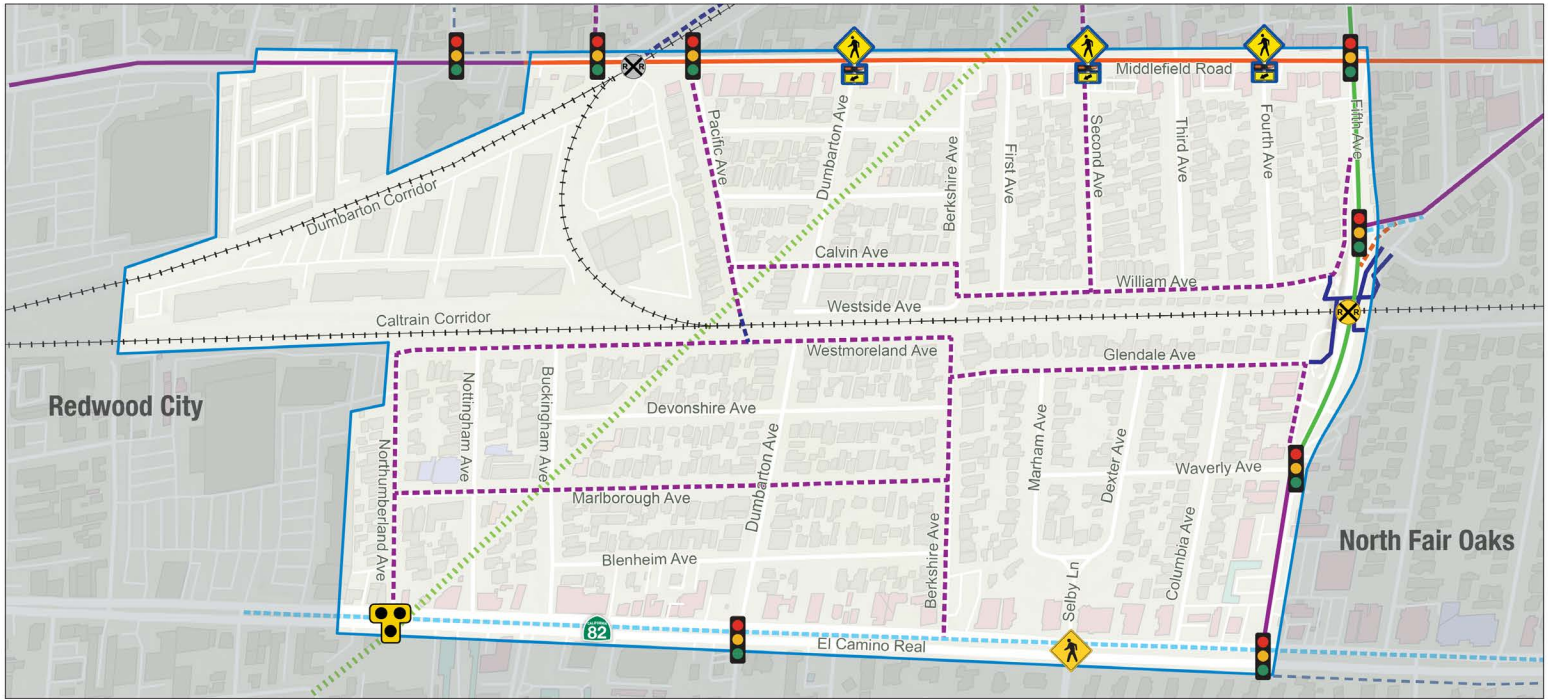 Middlefield Road
Pacific Ave
Dumbarton Ave
Berkshire Ave
First Ave
Second Ave
Third Ave
Fourth Ave
Fifth Ave
R R
Dumbarton Corridor
Calvin Ave
William Ave
Westside Ave
Caltrain Corridor
R R
Westmoreland Ave
Glendale Ave
Redwood City
Nottingham Ave
Buckingham Ave
Devonshire Ave
Northumberland Ave
Dumbarton Ave
Marham Ave
Dexter Ave
Waverly Ave
Marlborough Ave
Columbia Ave
North Fair Oaks
Blenheim Ave
Berkshire Ave
Selby Ln
CALIFORNIA
82
El Camino Real